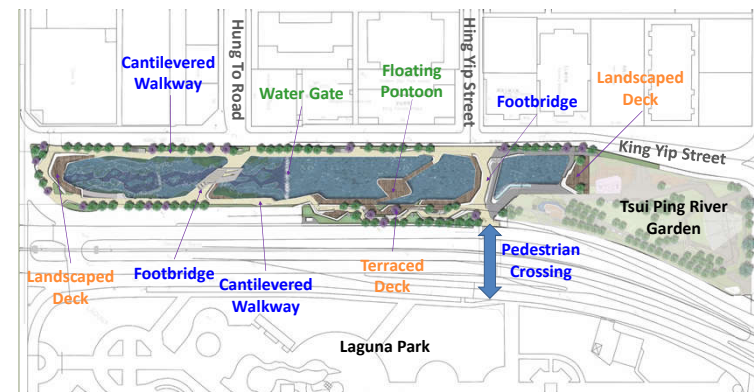 Hung To Road
Hing Yip Street
Cantilevered
Walkway
Water Gate
Floating
Pontoon
Footbridge
Landscaped
Deck
King Yip Street
Tsui Ping River
Garden
Landscaped
Deck
Footbridge
Cantilevered
Walkway
Terraced
Deck
Pedestrian
Crossing
Laguna Park